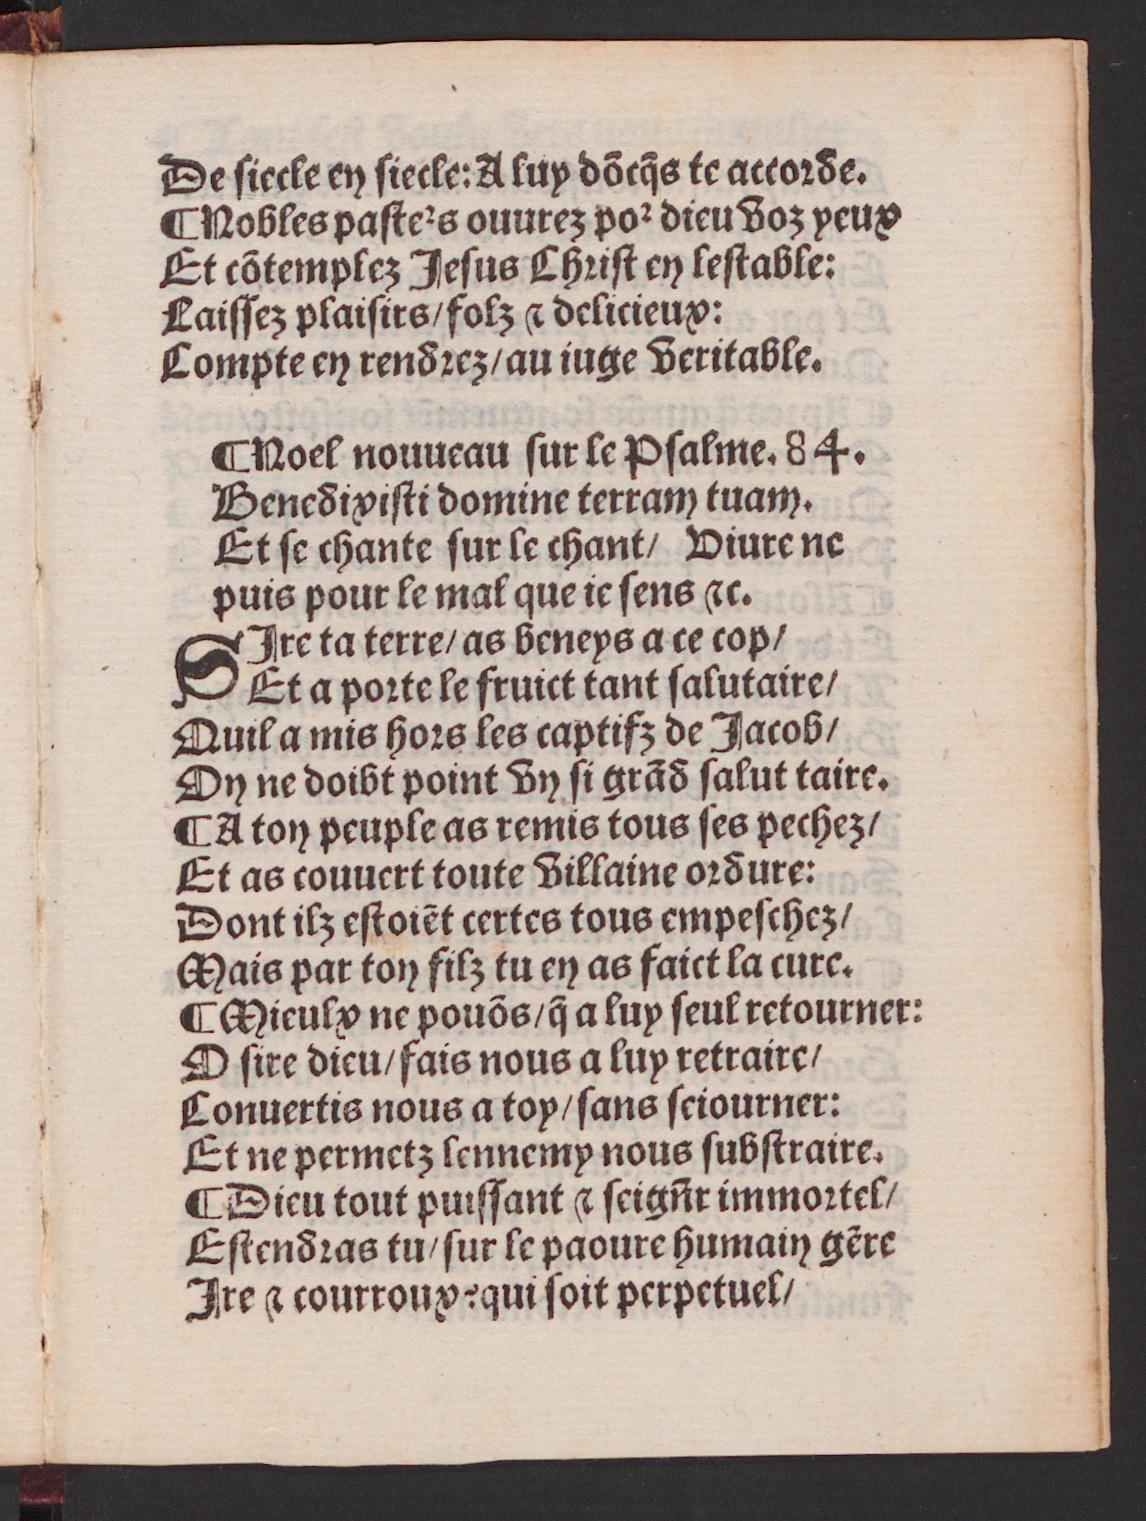 De siecle en siecle: A luy dõcq̃s te accorde.
¶Nobles paste²s ouurez po² dieu voz yeux
Et cõtemplez Jesus Christ en lestable:
Laissez plaisirs/ folz ⁊ delicieux:
Compte en rendrez/ au iuge veritable.
¶Noel nouueau sur le Psalme. 84.
Benedixisti domine terram tuam.
Et se chante sur le chant/ Viure ne
puis pour le mal que ie sens ⁊c.
SIre ta terre/ as beneys a ce cop/
Et a porte le fruict tant salutaire/
Quil a mis hors les captifz de Jacob/
On ne doibt point vn si grãd salut taire.
¶A ton peuple as remis tous ses pechez/
Et as couuert toute villaine ordure:
Dont ilz estoiẽt certes tous empeschez/
Mais par ton filz tu en as faict la cure.
¶Mieulx ne pouõs/ q̃ a luy seul retourner:
O sire dieu/ fais nous a luy retraire/
Conuertis nous a toy/ sans seiourner:
Et ne permetz lennemy nous substraire.
¶Dieu tout puissant ⁊ seigñr immortel/
Estendras tu/ sur le paoure humain gẽre
Ire ⁊ courroux? qui soit perpetuel/